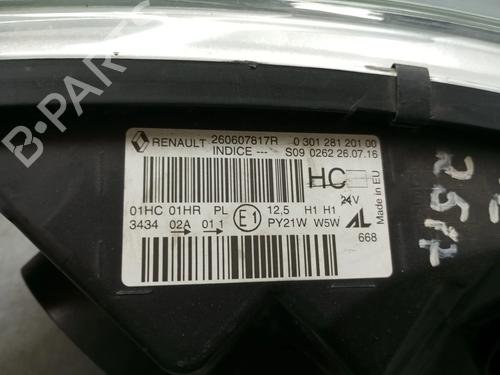 RENAULT 260607817R 0 301 281 201 00
INDICE --- S09 0262 26.07.16
HC
24V
Made in EU
01HC 01HR PL E1 12,5 H1 H1
3434 02A 01,1 PY21W W5W AL
668
B-PARTS